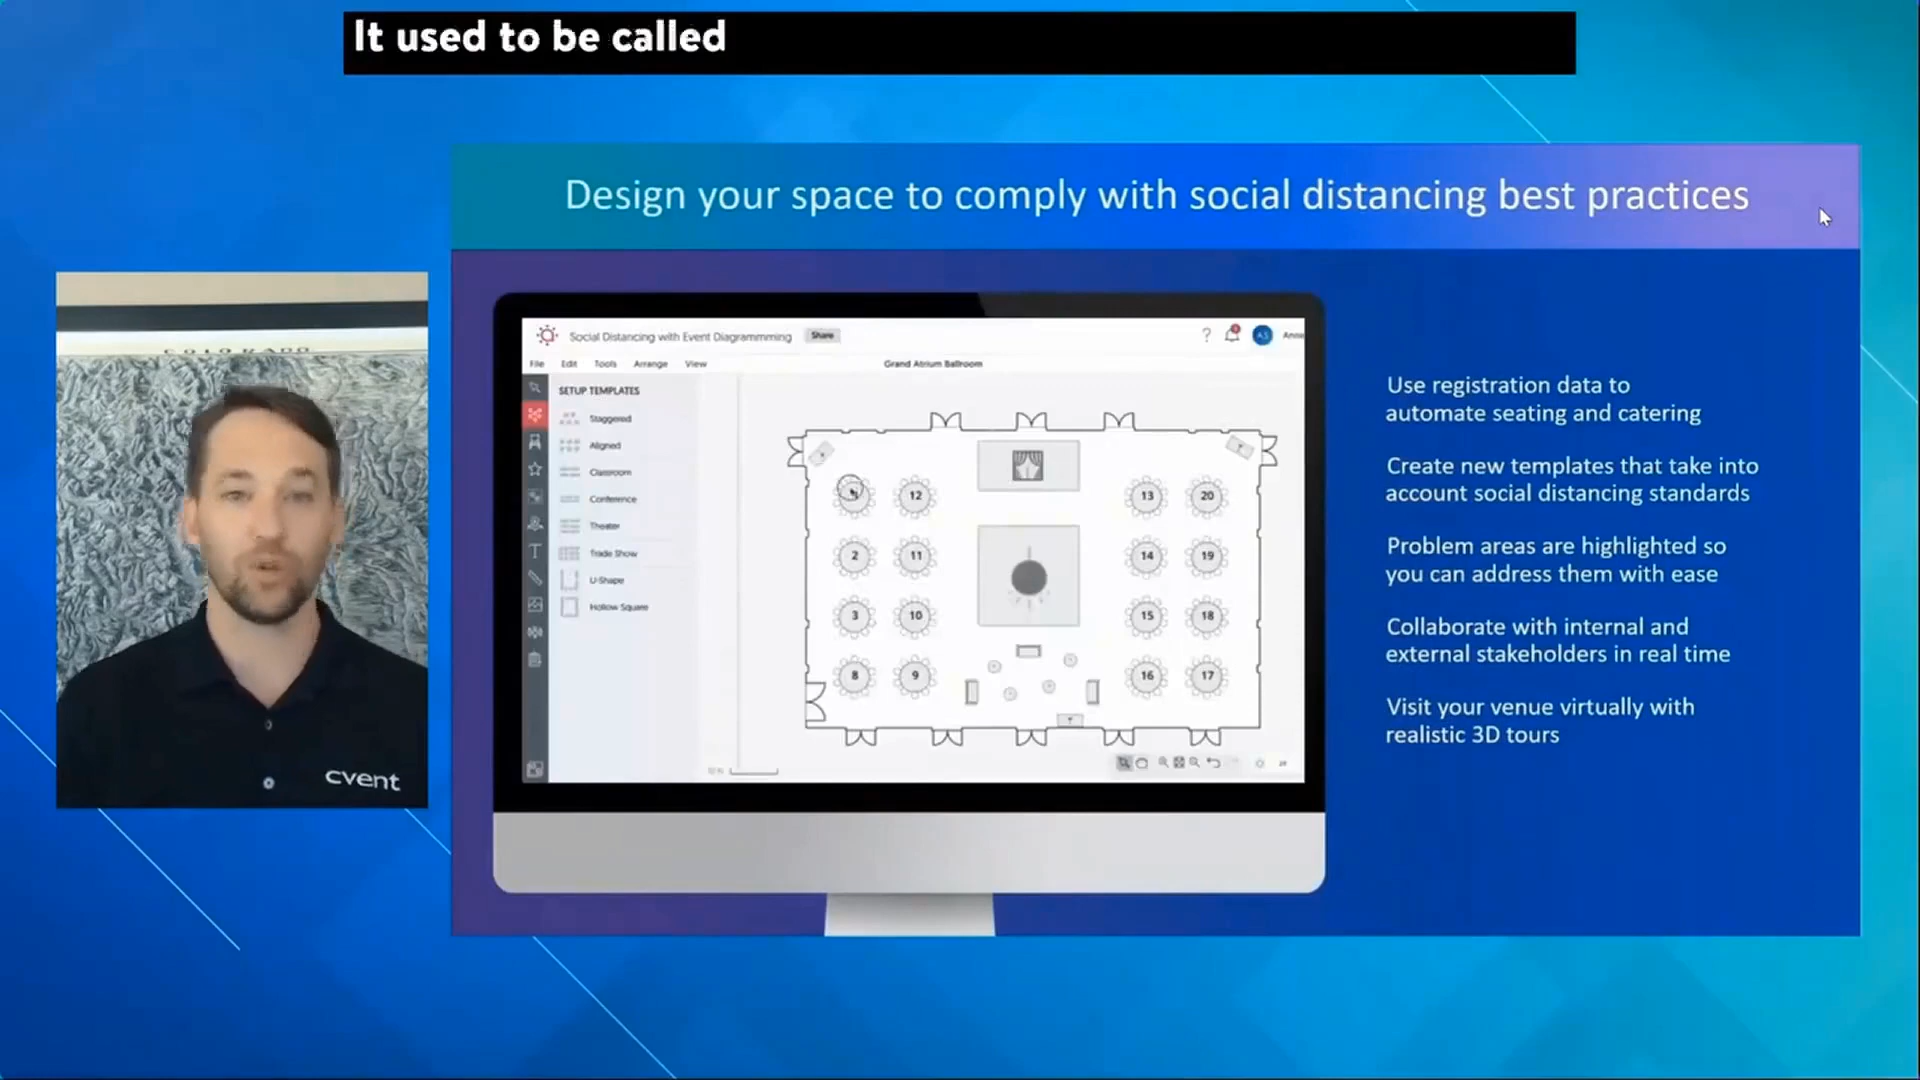 It used to be called
Design your space to comply with social distancing best practices
COLORADO
cvent
Social Distancing with Event Diagrammming
Share
?
AS
Anne
File Edit Tools Arrange View
Grand Atrium Ballroom
SETUP TEMPLATES
Staggered
Aligned
Classroom
Conference
Theater
Trade Show
U-Shape
Hollow Square
12 13 20
2 11 14 19
3 10 15 18
8 9 16 17
Use registration data to
automate seating and catering
Create new templates that take into
account social distancing standards
Problem areas are highlighted so
you can address them with ease
Collaborate with internal and
external stakeholders in real time
Visit your venue virtually with
realistic 3D tours